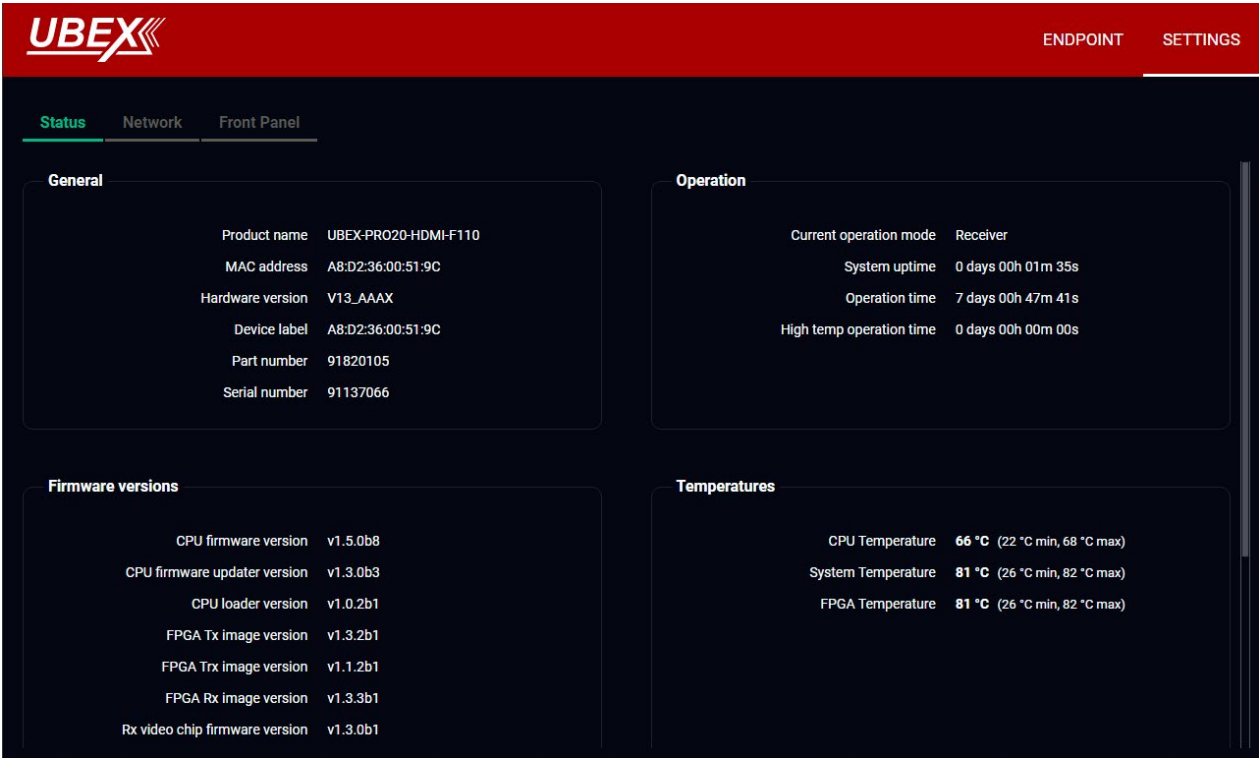 UBEX
ENDPOINT SETTINGS
Status Network Front Panel
General
Product name UBEX-PRO20-HDMI-F110
MAC address A8:D2:36:00:51:9C
Hardware version V13_AAAX
Device label A8:D2:36:00:51:9C
Part number 91820105
Serial number 91137066
Operation
Current operation mode Receiver
System uptime 0 days 00h 01m 35s
Operation time 7 days 00h 47m 41s
High temp operation time 0 days 00h 00m 00s
Firmware versions
CPU firmware version v1.5.0b8
CPU firmware updater version v1.3.0b3
CPU loader version v1.0.2b1
FPGA Tx image version v1.3.2b1
FPGA Trx image version v1.1.2b1
FPGA Rx image version v1.3.3b1
Rx video chip firmware version v1.3.0b1
Temperatures
CPU Temperature 66 °C (22 °C min, 68 °C max)
System Temperature 81 °C (26 °C min, 82 °C max)
FPGA Temperature 81 °C (26 °C min, 82 °C max)